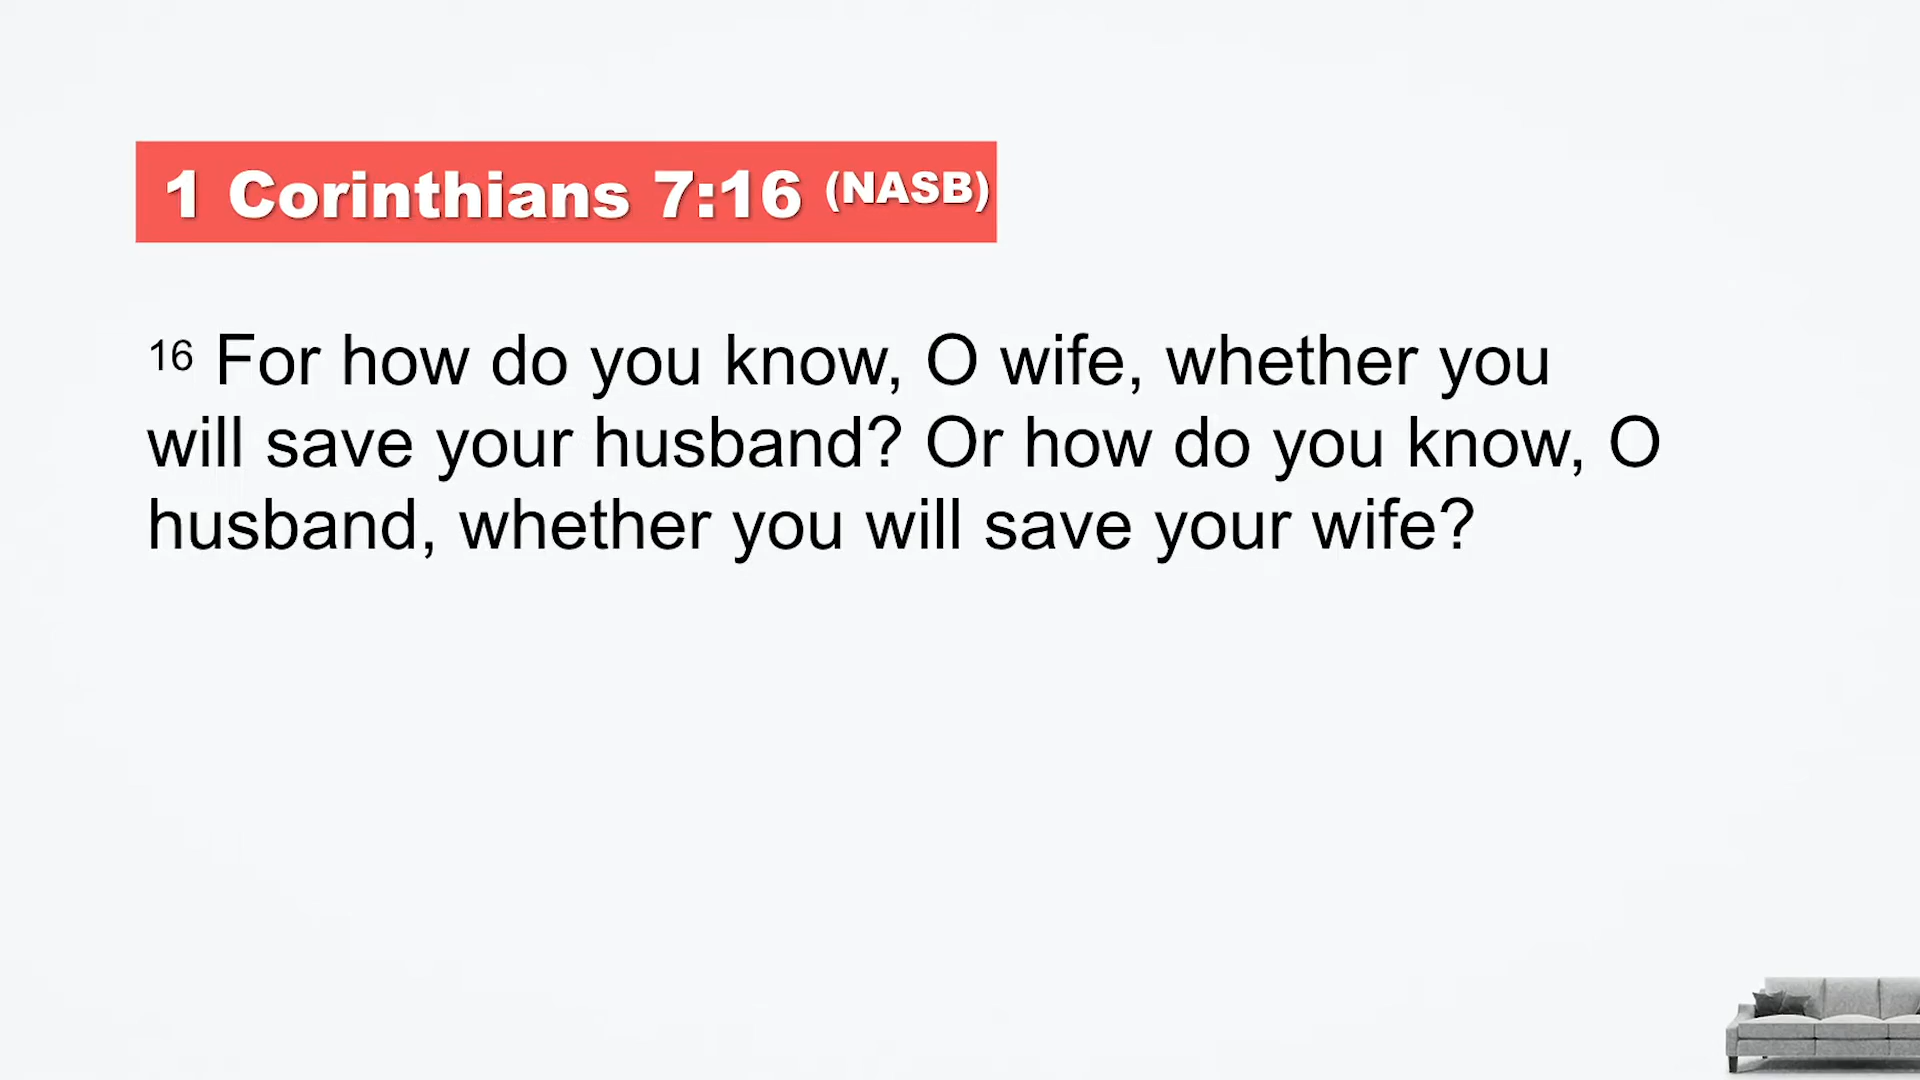 1 Corinthians 7:16 (NASB)
16 For how do you know, O wife, whether you
will save your husband? Or how do you know, O
husband, whether you will save your wife?